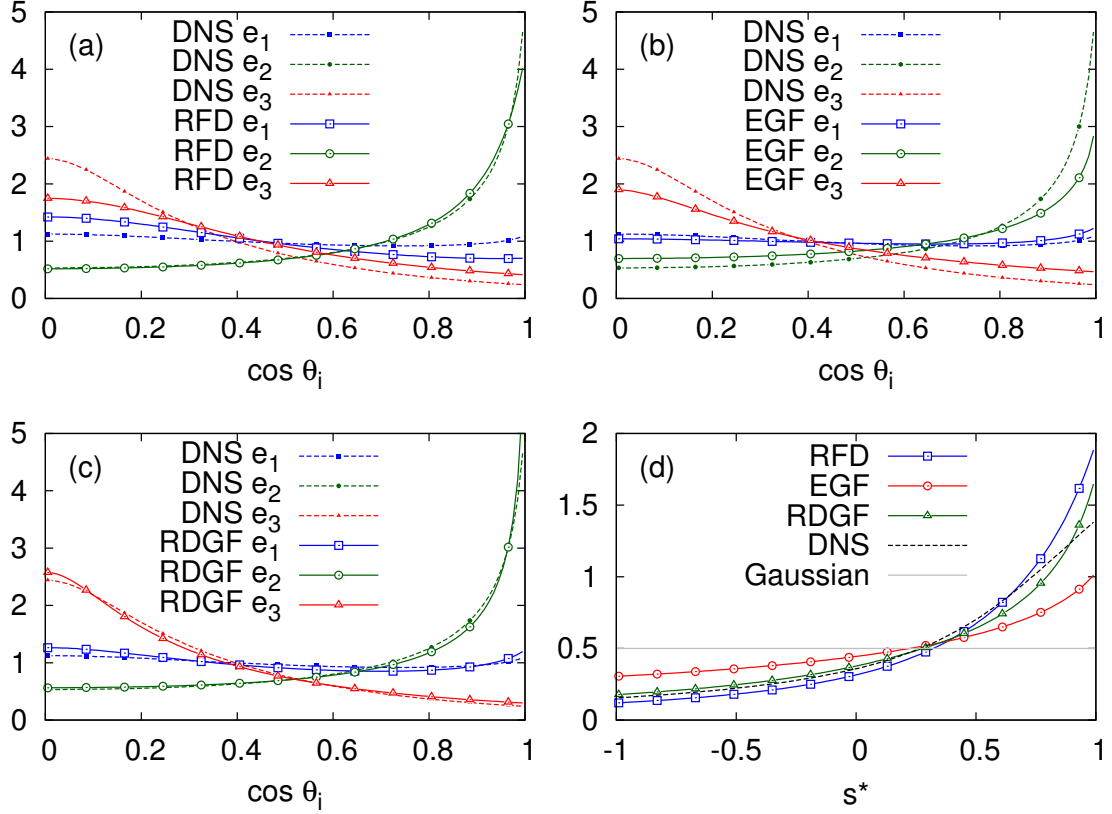 (a)
DNS e1
DNS e2
DNS e3
RFD e1
RFD e2
RFD e3
5
4
3
2
1
0
0 0.2 0.4 0.6 0.8 1
cos θi
(b)
DNS e1
DNS e2
DNS e3
EGF e1
EGF e2
EGF e3
5
4
3
2
1
0
0 0.2 0.4 0.6 0.8 1
cos θi
(c)
DNS e1
DNS e2
DNS e3
RDGF e1
RDGF e2
RDGF e3
5
4
3
2
1
0
0 0.2 0.4 0.6 0.8 1
cos θi
(d)
RFD
EGF
RDGF
DNS
Gaussian
2
1.5
1
0.5
0
-1 -0.5 0 0.5 1
s*